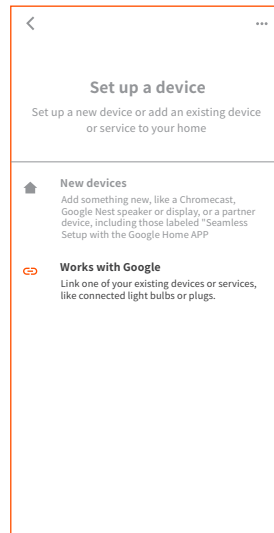 Set up a device
Set up a new device or add an existing device
or service to your home
New devices
Add something new, like a Chromecast,
Google Nest speaker or display, or a partner
device, including those labeled "Seamless
Setup with the Google Home APP
Works with Google
Link one of your existing devices or services,
like connected light bulbs or plugs.